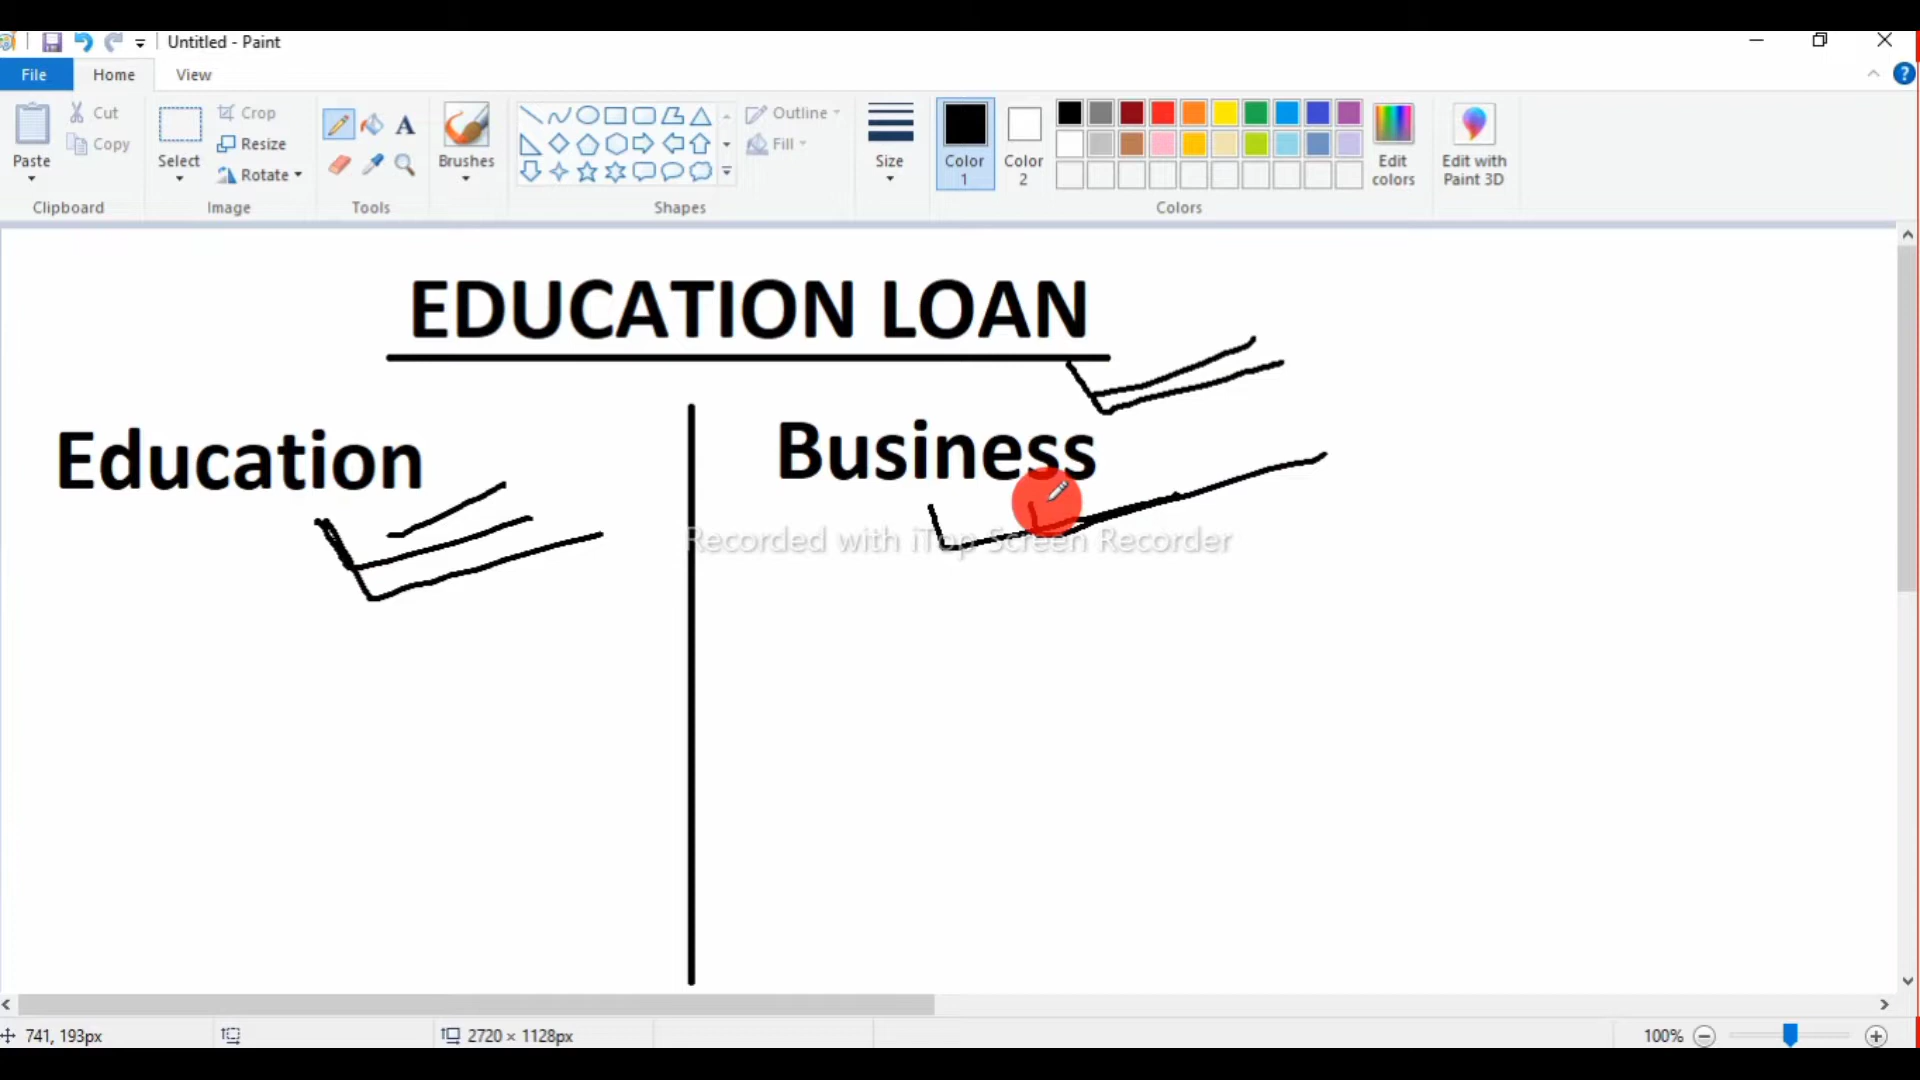 Untitled - Paint
File Home View
Paste Cut Copy Select Crop Resize Rotate A Brushes Outline Fill Size Color 1 Color 2 Edit colors Edit with Paint 3D
Clipboard Image Tools Shapes Colors
EDUCATION LOAN
Education Business
Recorded with iTop Screen Recorder
741, 193px 2720 × 1128px 100%